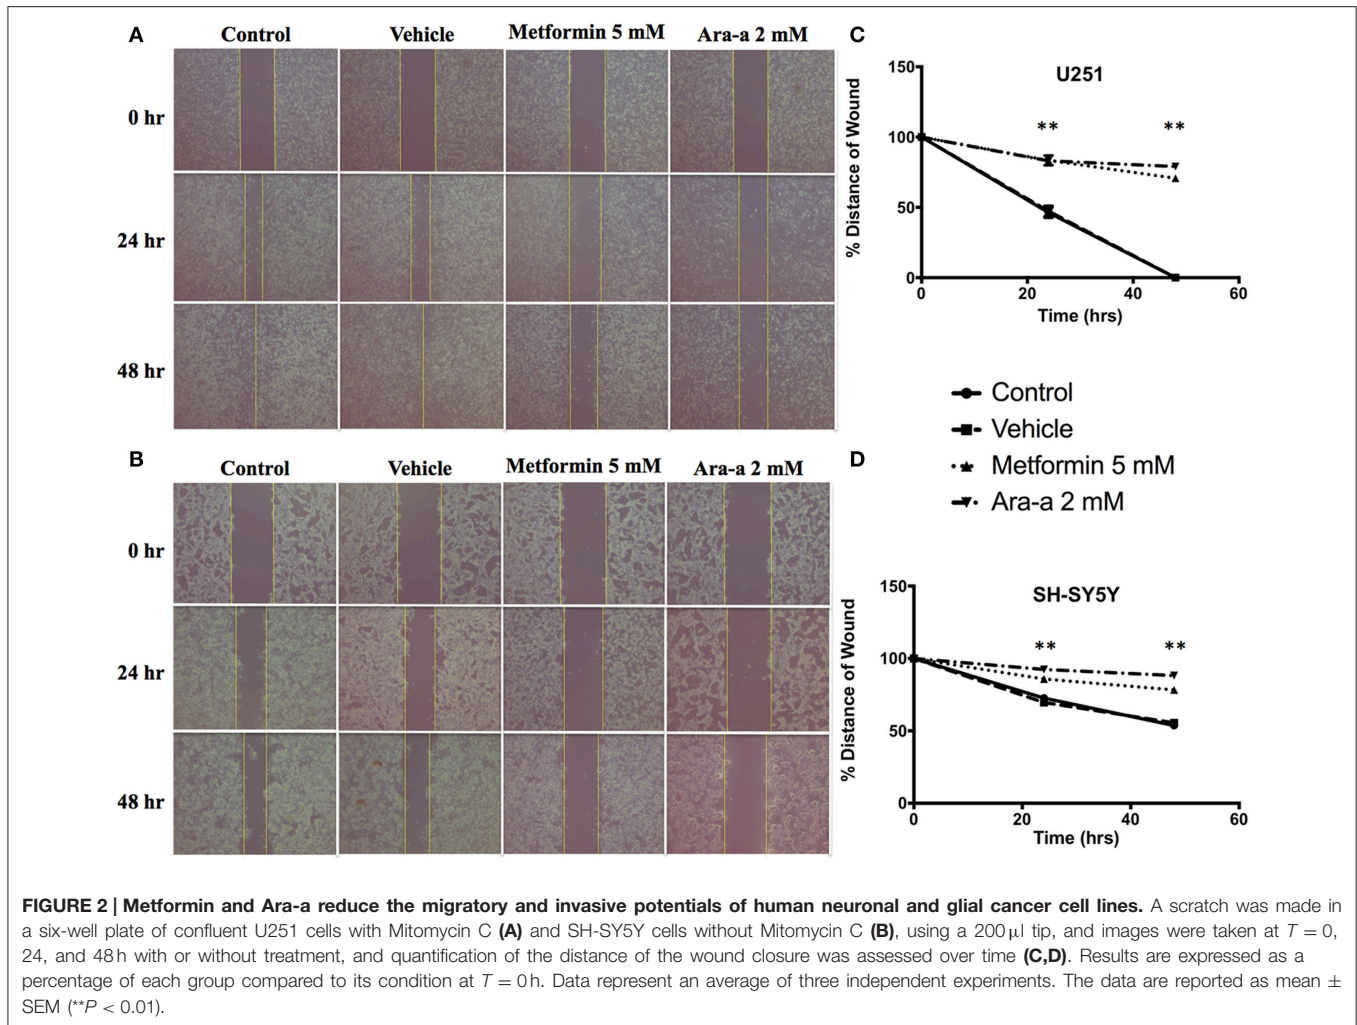 A
Control Vehicle Metformin 5 mM Ara-a 2 mM
0 hr
24 hr
48 hr
B
Control Vehicle Metformin 5 mM Ara-a 2 mM
0 hr
24 hr
48 hr
C
U251
% Distance of Wound
150
100
50
0
** **
0 20 40 60
Time (hrs)
Control
Vehicle
Metformin 5 mM
Ara-a 2 mM
D
SH-SY5Y
% Distance of Wound
150
100
50
0
** **
0 20 40 60
Time (hrs)
FIGURE 2 | Metformin and Ara-a reduce the migratory and invasive potentials of human neuronal and glial cancer cell lines. A scratch was made in
a six-well plate of confluent U251 cells with Mitomycin C (A) and SH-SY5Y cells without Mitomycin C (B), using a 200 μl tip, and images were taken at T = 0,
24, and 48 h with or without treatment, and quantification of the distance of the wound closure was assessed over time (C,D). Results are expressed as a
percentage of each group compared to its condition at T = 0 h. Data represent an average of three independent experiments. The data are reported as mean ±
SEM (**P < 0.01).